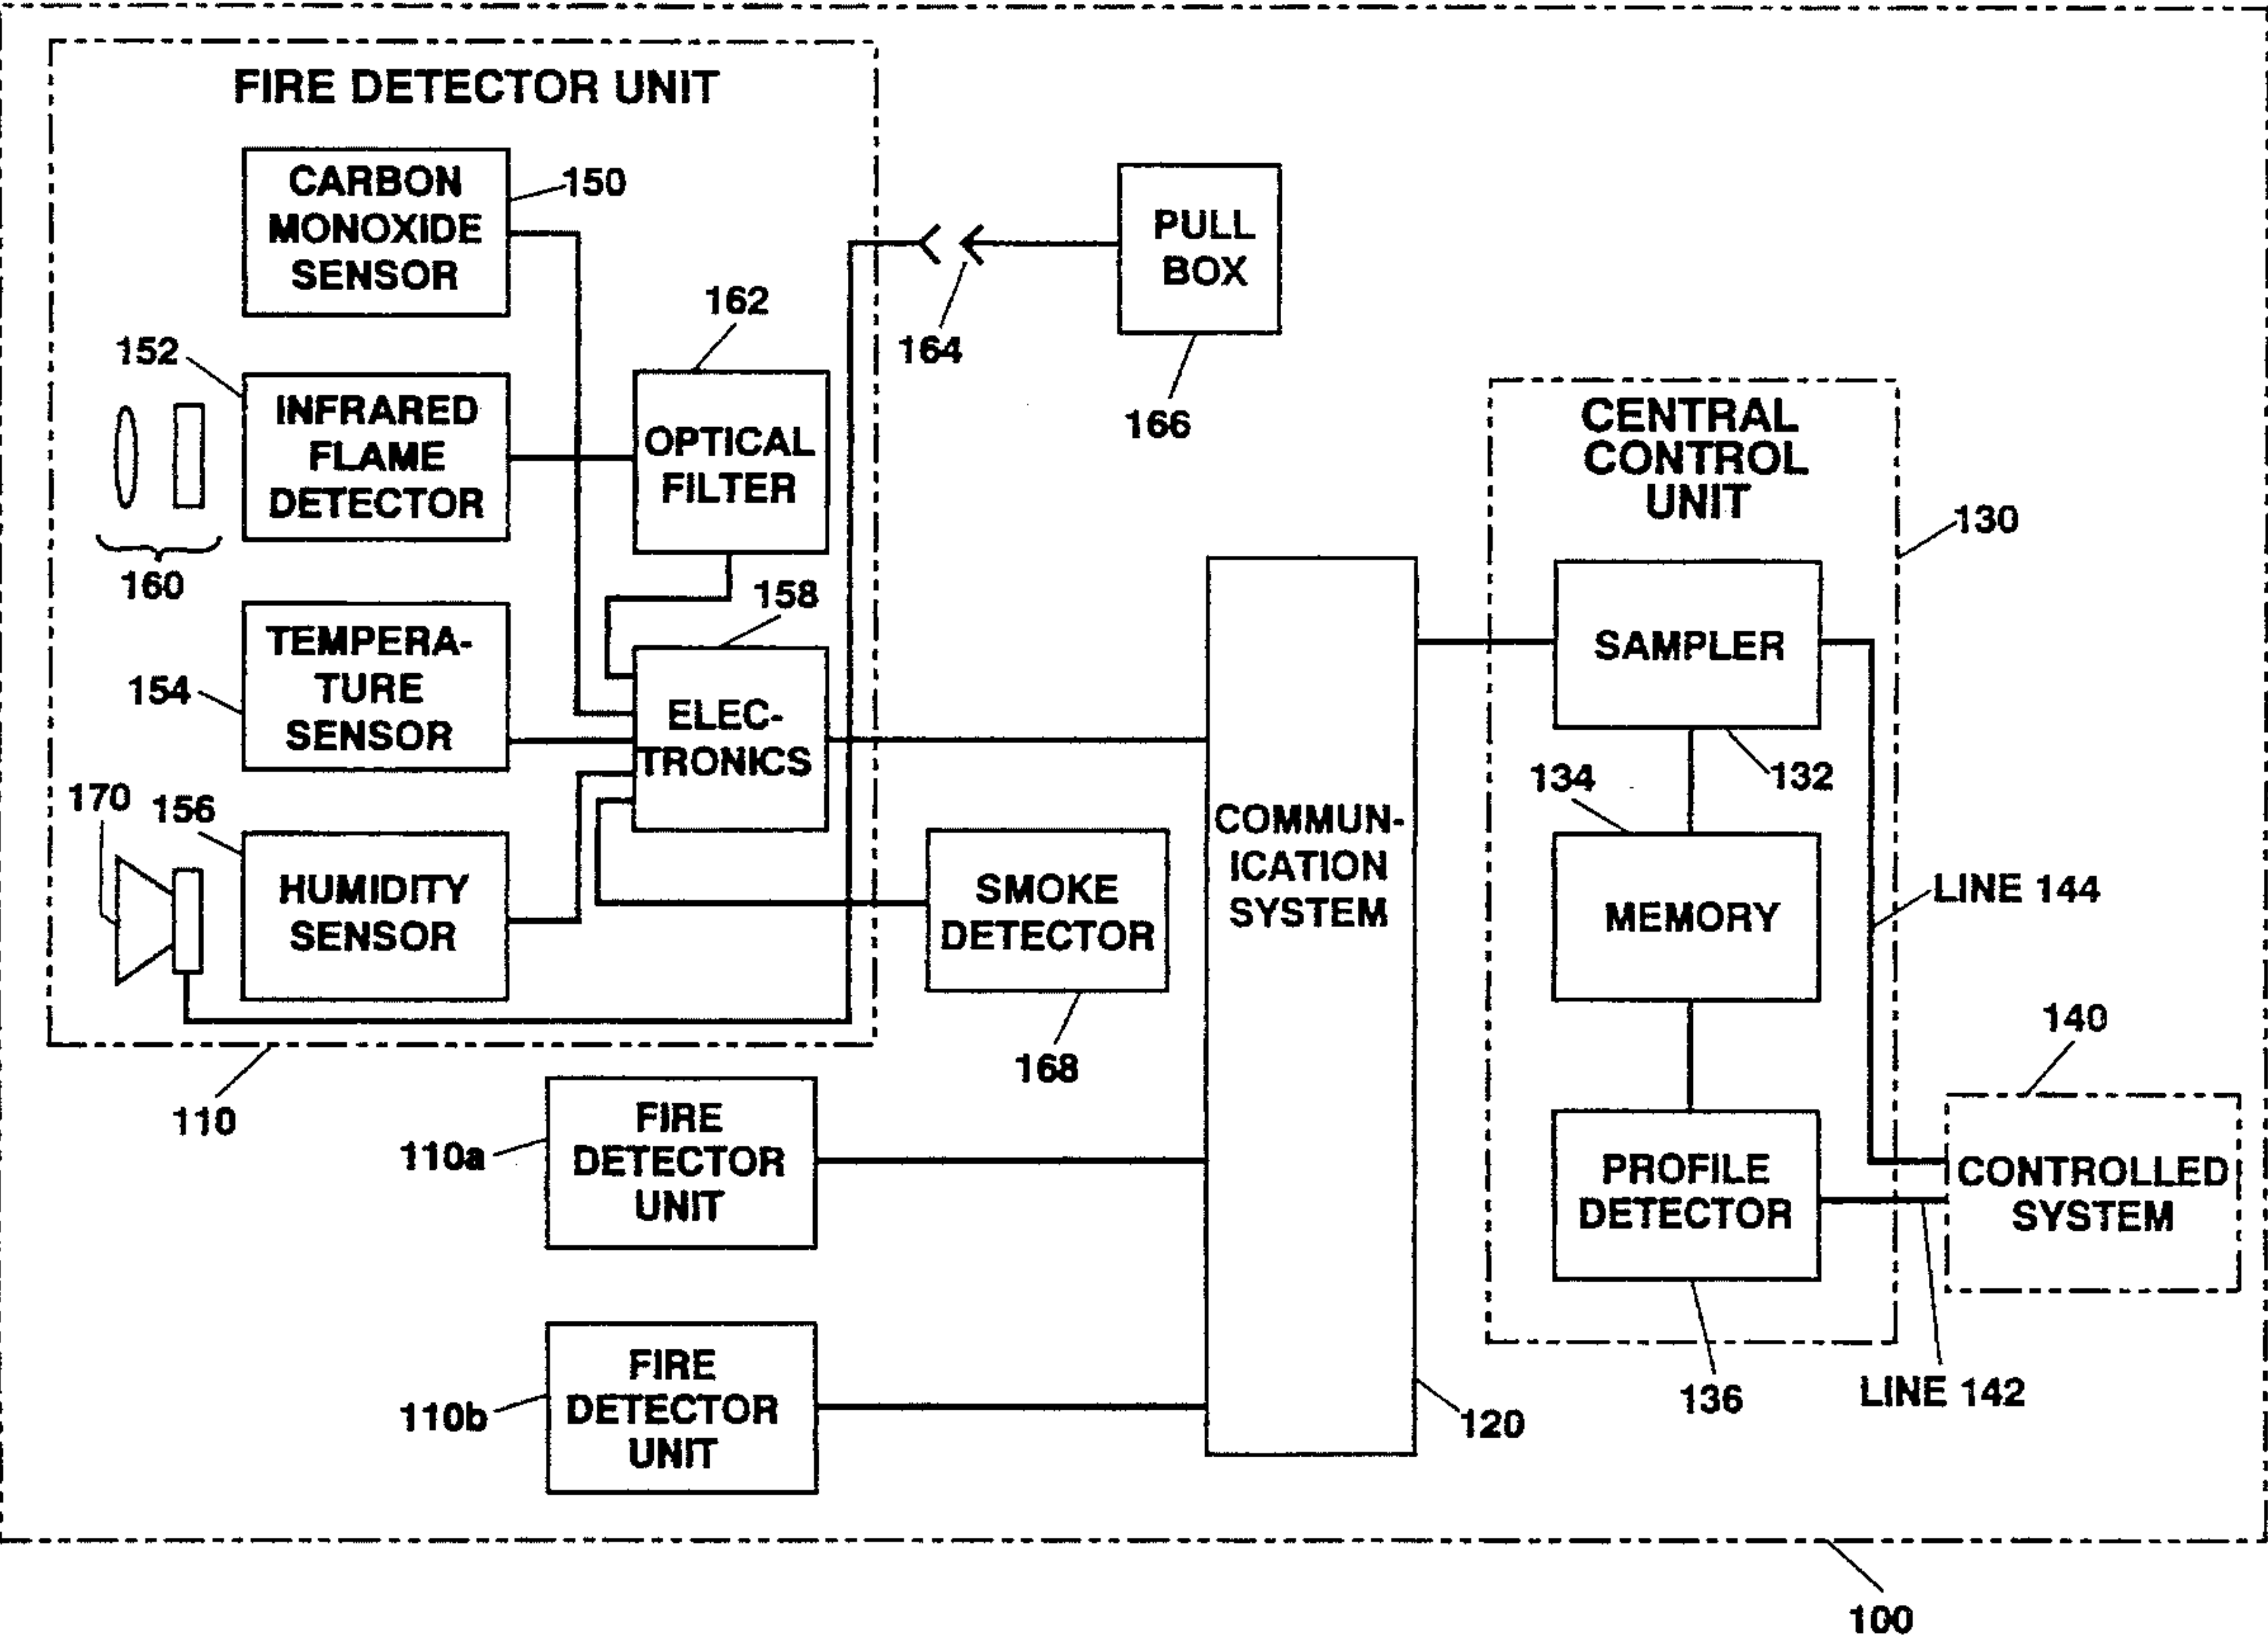 FIRE DETECTOR UNIT
CARBON
MONOXIDE
SENSOR
150
PULL
BOX
162
164
166
152
INFRARED
FLAME
DETECTOR
OPTICAL
FILTER
160
CENTRAL
CONTROL
UNIT
130
158
TEMPERA-
TURE
SENSOR
154
ELEC-
TRONICS
SAMPLER
132
134
170
156
HUMIDITY
SENSOR
SMOKE
DETECTOR
168
COMMUN-
ICATION
SYSTEM
MEMORY
LINE 144
140
110
FIRE
DETECTOR
UNIT
110a
PROFILE
DETECTOR
CONTROLLED
SYSTEM
FIRE
DETECTOR
UNIT
110b
120
136
LINE 142
100